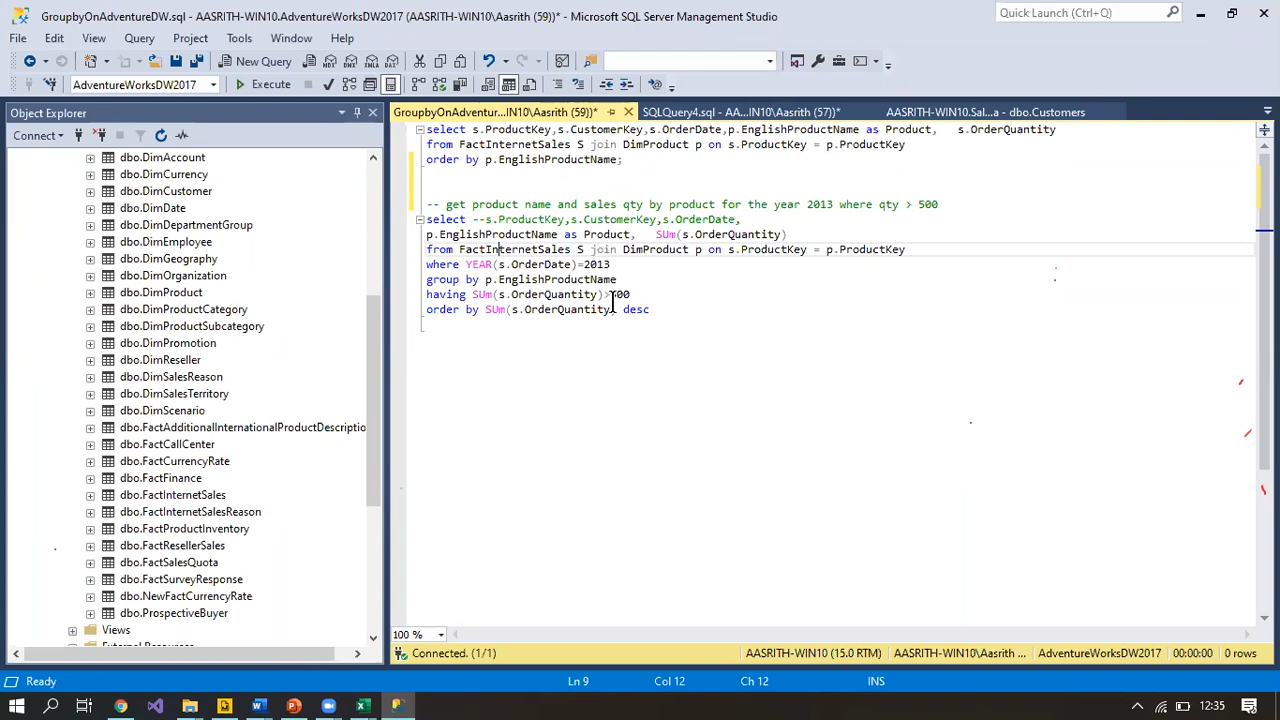 GroupbyOnAdventureDW.sql - AASRITH-WIN10.AdventureWorksDW2017 (AASRITH-WIN10\Aasrith (59))* - Microsoft SQL Server Management Studio
Quick Launch (Ctrl+Q)
File Edit View Query Project Tools Window Help
New Query
AdventureWorksDW2017 Execute
Object Explorer
Connect
dbo.DimAccount
dbo.DimCurrency
dbo.DimCustomer
dbo.DimDate
dbo.DimDepartmentGroup
dbo.DimEmployee
dbo.DimGeography
dbo.DimOrganization
dbo.DimProduct
dbo.DimProductCategory
dbo.DimProductSubcategory
dbo.DimPromotion
dbo.DimReseller
dbo.DimSalesReason
dbo.DimSalesTerritory
dbo.DimScenario
dbo.FactAdditionalInternationalProductDescriptio
dbo.FactCallCenter
dbo.FactCurrencyRate
dbo.FactFinance
dbo.FactInternetSales
dbo.FactInternetSalesReason
dbo.FactProductInventory
dbo.FactResellerSales
dbo.FactSalesQuota
dbo.FactSurveyResponse
dbo.NewFactCurrencyRate
dbo.ProspectiveBuyer
Views
GroupbyOnAdventur...IN10\Aasrith (59))* SQLQuery4.sql - AA...IN10\Aasrith (57))* AASRITH-WIN10.Sal...a - dbo.Customers
select s.ProductKey,s.CustomerKey,s.OrderDate,p.EnglishProductName as Product, s.OrderQuantity
from FactInternetSales S join DimProduct p on s.ProductKey = p.ProductKey
order by p.EnglishProductName;
-- get product name and sales qty by product for the year 2013 where qty > 500
select --s.ProductKey,s.CustomerKey,s.OrderDate,
p.EnglishProductName as Product, SUm(s.OrderQuantity)
from FactInternetSales S join DimProduct p on s.ProductKey = p.ProductKey
where YEAR(s.OrderDate)=2013
group by p.EnglishProductName
having SUm(s.OrderQuantity)>
order by SUm(s.OrderQuantity) desc
100 %
Connected. (1/1) AASRITH-WIN10 (15.0 RTM) AASRITH-WIN10\Aasrith ... AdventureWorksDW2017 00:00:00 0 rows
Ready Ln 9 Col 12 Ch 12 INS
12:35